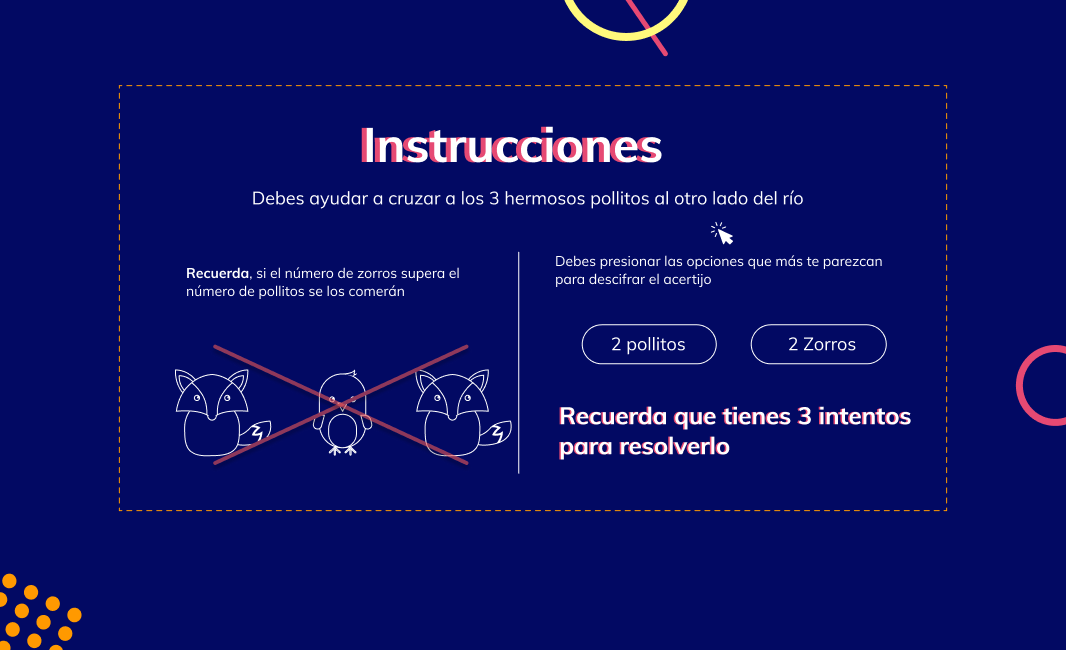 Instrucciones
Debes ayudar a cruzar a los 3 hermosos pollitos al otro lado del río
Recuerda, si el número de zorros supera el
número de pollitos se los comerán
Debes presionar las opciones que más te parezcan
para descifrar el acertijo
2 pollitos
2 Zorros
Recuerda que tienes 3 intentos
para resolverlo